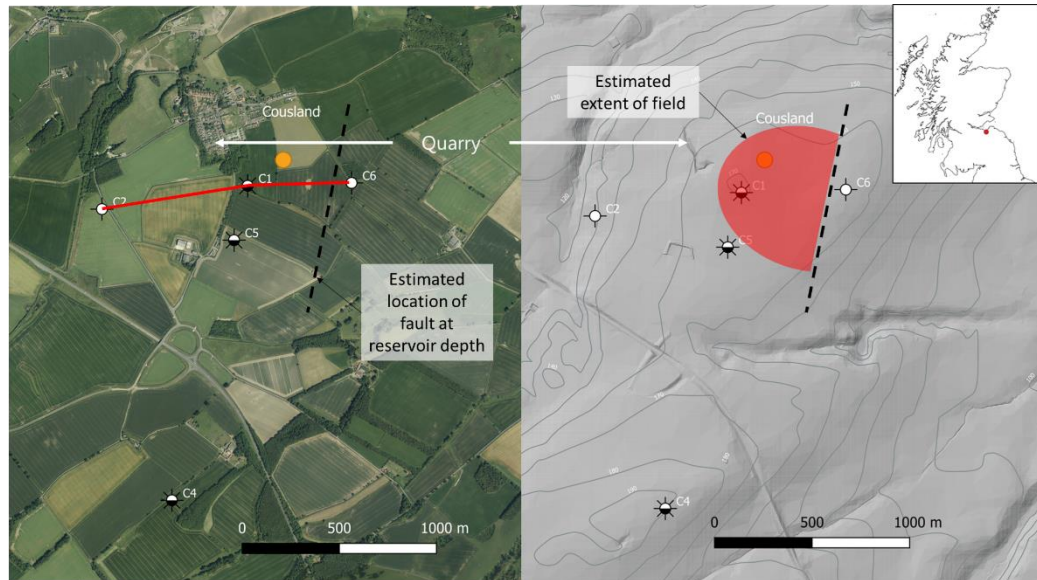 Cousland
Quarry
C1
C6
C2
C5
Estimated
location of
fault at
reservoir depth
C4
0
500
1000 m
Estimated
extent of field
Cousland
C1
C6
C2
C5
C4
0
500
1000 m